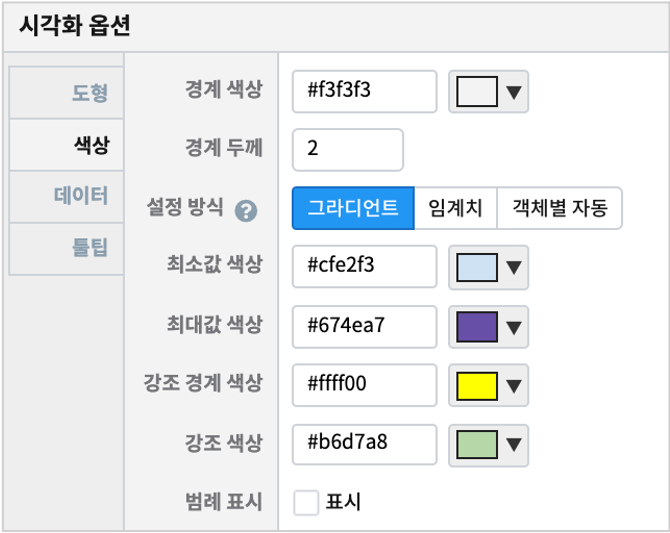 시각화 옵션
도형
색상
데이터
툴팁
경계 색상 #f3f3f3 ▼
경계 두께 2
설정 방식 ? 그라디언트 임계치 객체별 자동
최소값 색상 #cfe2f3 ▼
최대값 색상 #674ea7 ▼
강조 경계 색상 #ffff00 ▼
강조 색상 #b6d7a8 ▼
범례 표시 표시